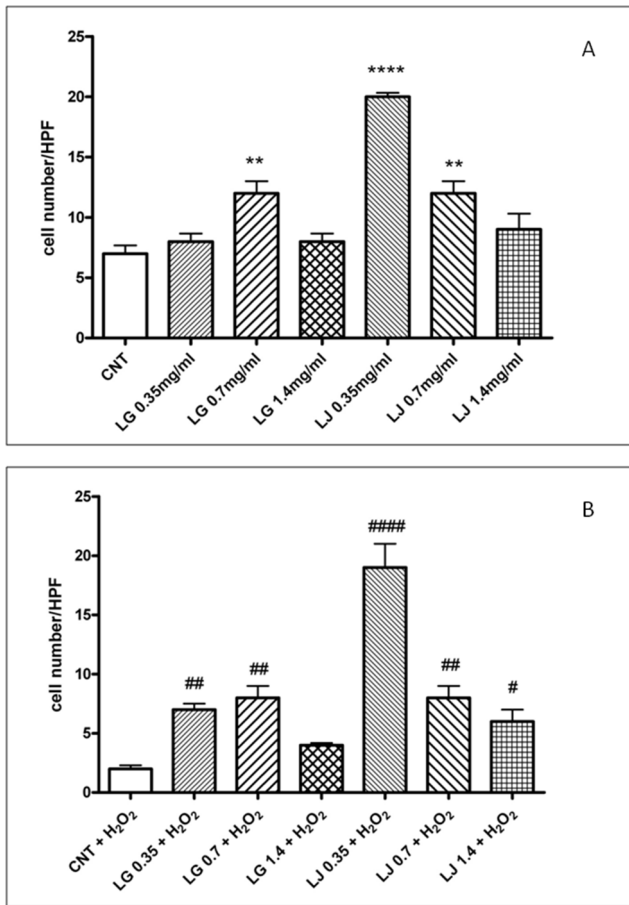 A
25
20
15
10
5
0
cell number/HPF
****
**
**
CNT
LG 0.35mg/ml
LG 0.7mg/ml
LG 1.4mg/ml
LJ 0.35mg/ml
LJ 0.7mg/ml
LJ 1.4mg/ml
B
25
20
15
10
5
0
cell number/HPF
##
##
####
##
#
CNT + H₂O₂
LG 0.35 + H₂O₂
LG 0.7 + H₂O₂
LG 1.4 + H₂O₂
LJ 0.35 + H₂O₂
LJ 0.7 + H₂O₂
LJ 1.4 + H₂O₂